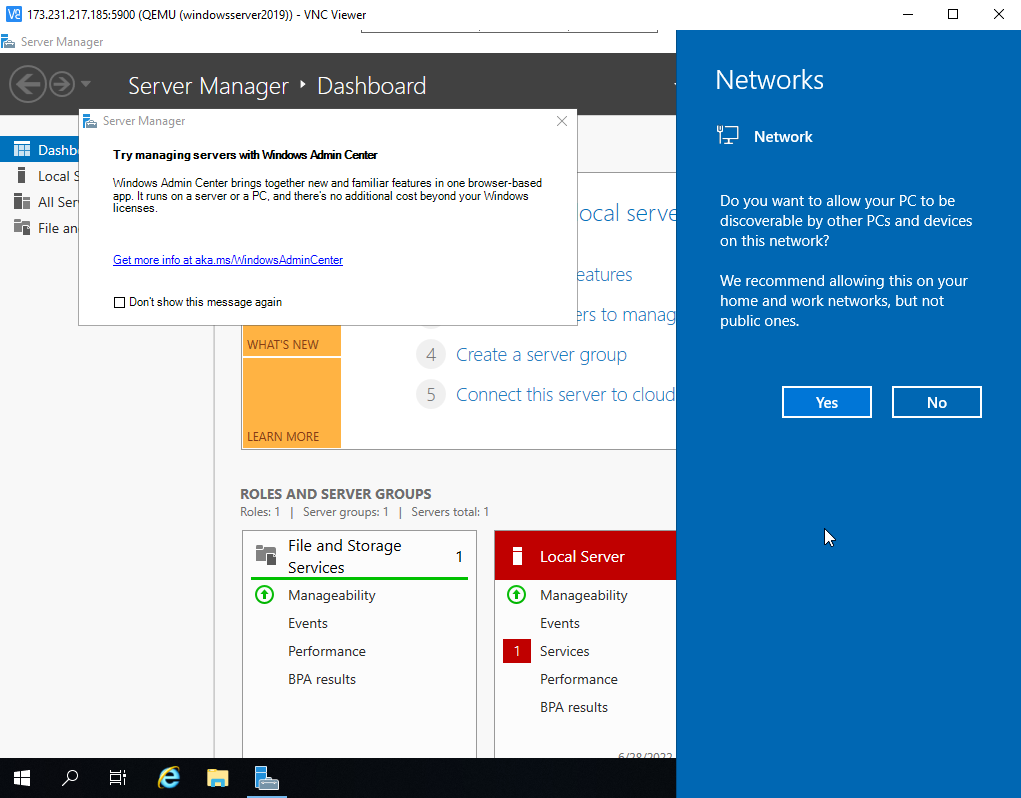 173.231.217.185:5900 (QEMU (windowsserver2019)) - VNC Viewer
Server Manager
Server Manager ‣ Dashboard
Server Manager
Try managing servers with Windows Admin Center
Windows Admin Center brings together new and familiar features in one browser-based
app. It runs on a server or a PC, and there's no additional cost beyond your Windows
licenses.
Get more info at aka.ms/WindowsAdminCenter
Don't show this message again
Dashb
Local S
All Ser
File an
ocal serve
eatures
ers to manag
WHAT'S NEW
4 Create a server group
5 Connect this server to cloud
LEARN MORE
ROLES AND SERVER GROUPS
Roles: 1 | Server groups: 1 | Servers total: 1
File and Storage
Services
1
Manageability
Events
Performance
BPA results
Local Server
Manageability
Events
1 Services
Performance
BPA results
6/28/2022
Networks
Network
Do you want to allow your PC to be
discoverable by other PCs and devices
on this network?
We recommend allowing this on your
home and work networks, but not
public ones.
Yes
No